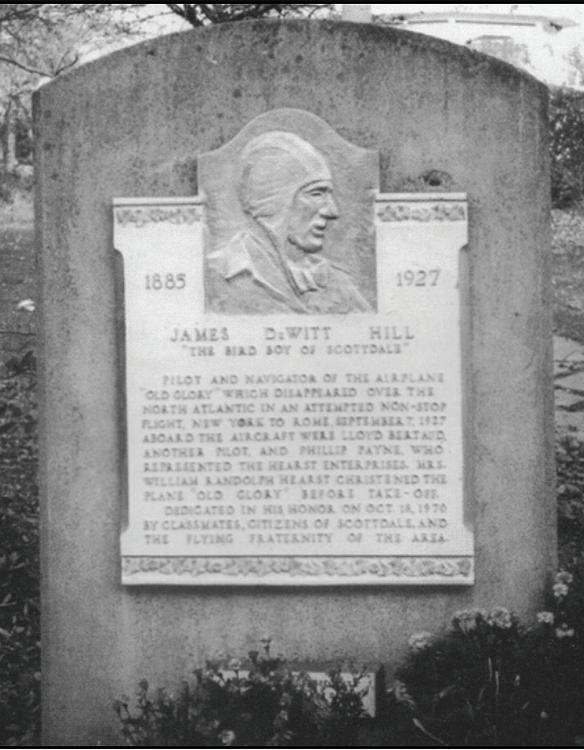 1885 1927
JAMES DeWITT HILL
"THE BIRD BOY OF SCOTTDALE"
PILOT AND NAVIGATOR OF THE AIRPLANE
"OLD GLORY" WHICH DISAPPEARED OVER THE
NORTH ATLANTIC IN AN ATTEMPTED NON-STOP
FLIGHT, NEW YORK TO ROME, SEPTEMBER 7, 1927
ABOARD THE AIRCRAFT WERE LLOYD BERTAUD,
ANOTHER PILOT, AND PHILLIP PAYNE, WHO
REPRESENTED THE HEARST ENTERPRISES. MRS.
WILLIAM RANDOLPH HEARST CHRISTENED THE
PLANE "OLD GLORY" BEFORE TAKE-OFF.
DEDICATED IN HIS HONOR ON OCT. 18, 1970
BY CLASSMATES, CITIZENS OF SCOTTDALE, AND
THE FLYING FRATERNITY OF THE AREA.